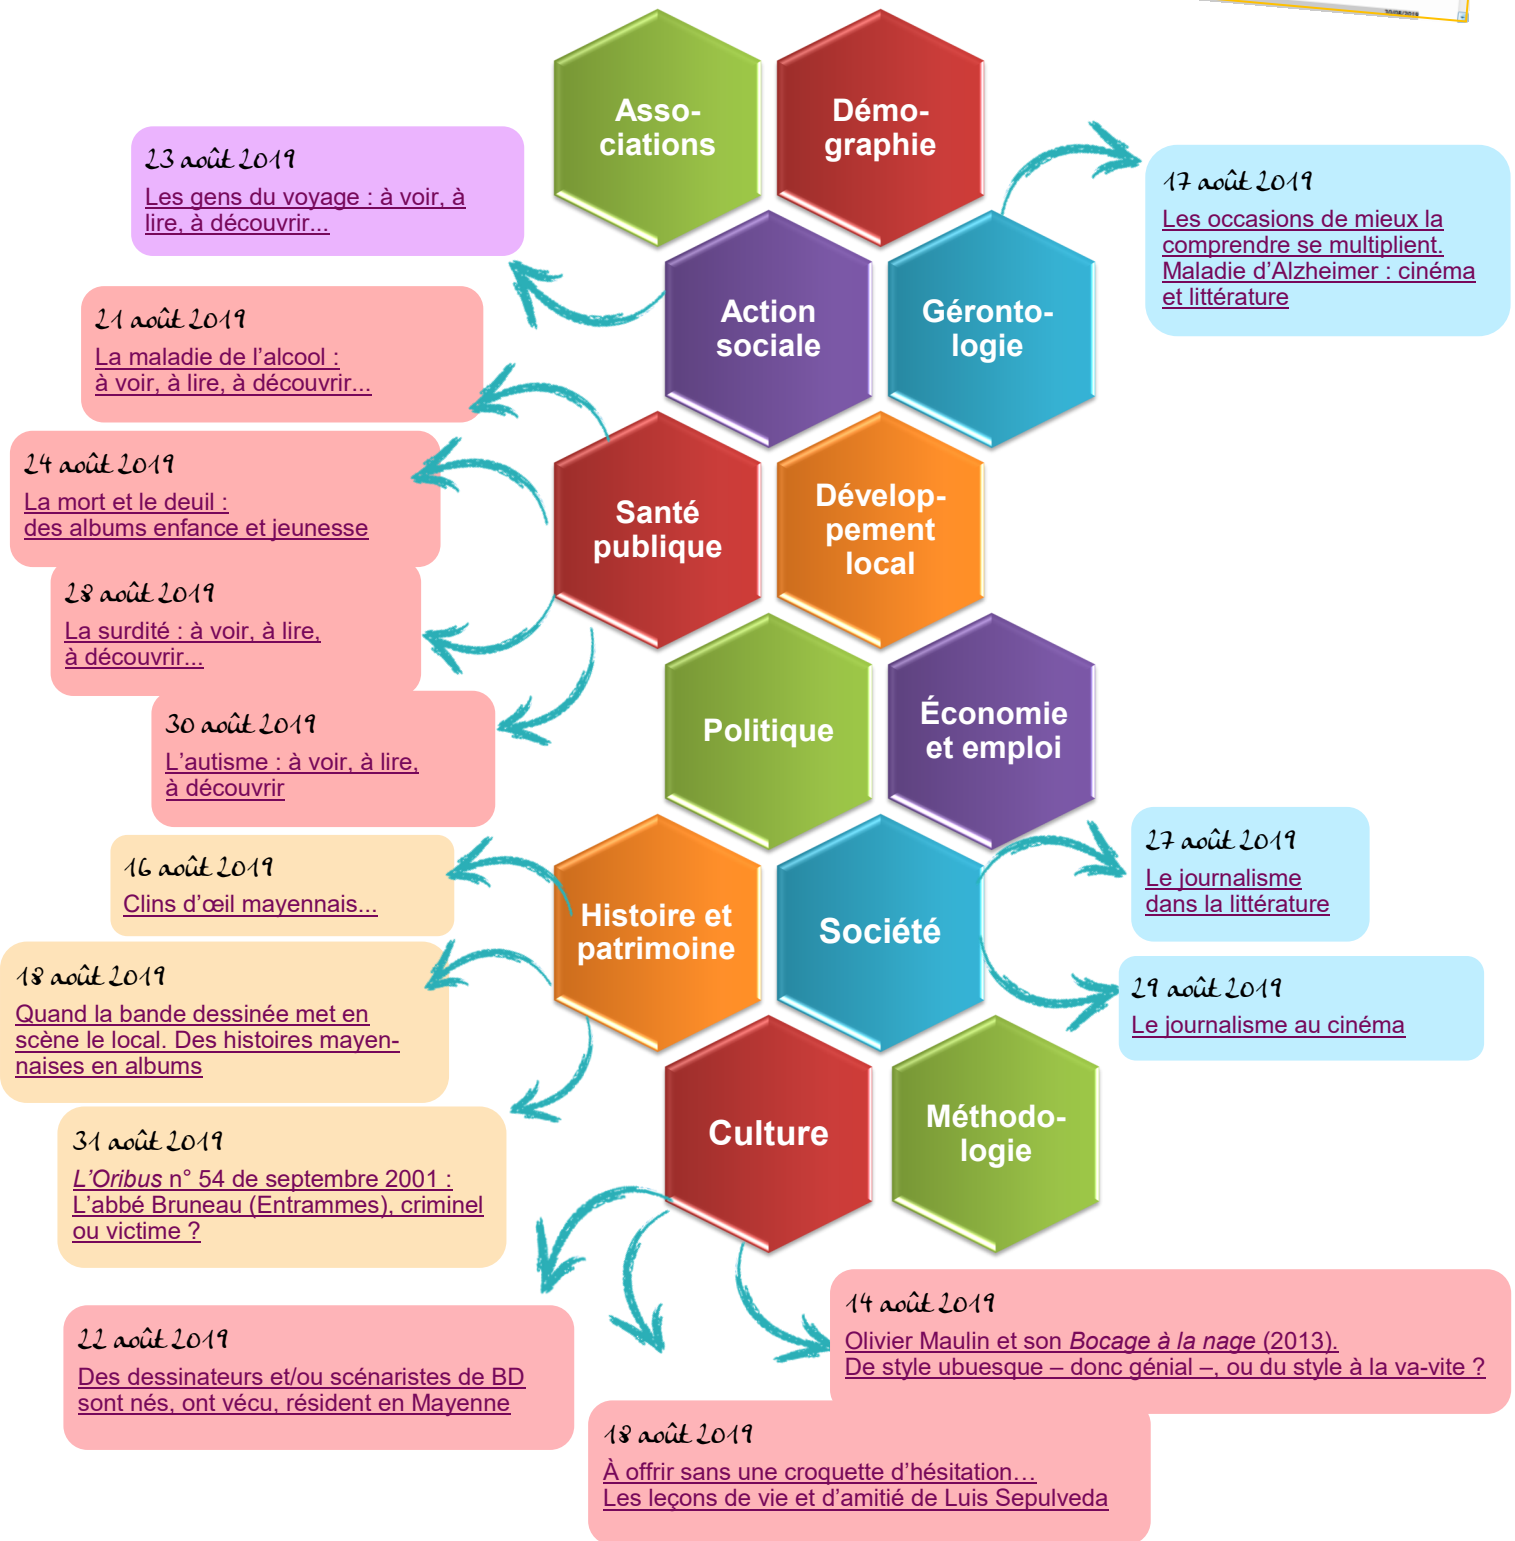 Asso-
ciations
Démo-
graphie
23 août 2019
Les gens du voyage : à voir, à
lire, à découvrir...
17 août 2019
Les occasions de mieux la
comprendre se multiplient.
Maladie d’Alzheimer : cinéma
et littérature
Action
sociale
Géronto-
logie
21 août 2019
La maladie de l’alcool :
à voir, à lire, à découvrir...
24 août 2019
La mort et le deuil :
des albums enfance et jeunesse
Santé
publique
Dévelop-
pement
local
28 août 2019
La surdité : à voir, à lire,
à découvrir...
30 août 2019
L’autisme : à voir, à lire,
à découvrir
Politique
Économie
et emploi
16 août 2019
Clins d’œil mayennais...
27 août 2019
Le journalisme
dans la littérature
Histoire et
patrimoine
Société
18 août 2019
Quand la bande dessinée met en
scène le local. Des histoires mayen-
naises en albums
29 août 2019
Le journalisme au cinéma
31 août 2019
L’Oribus n° 54 de septembre 2001 :
L’abbé Bruneau (Entrammes), criminel
ou victime ?
Culture
Méthodo-
logie
22 août 2019
Des dessinateurs et/ou scénaristes de BD
sont nés, ont vécu, résident en Mayenne
14 août 2019
Olivier Maulin et son Bocage à la nage (2013).
De style ubuesque – donc génial –, ou du style à la va-vite ?
18 août 2019
À offrir sans une croquette d’hésitation…
Les leçons de vie et d’amitié de Luis Sepulveda